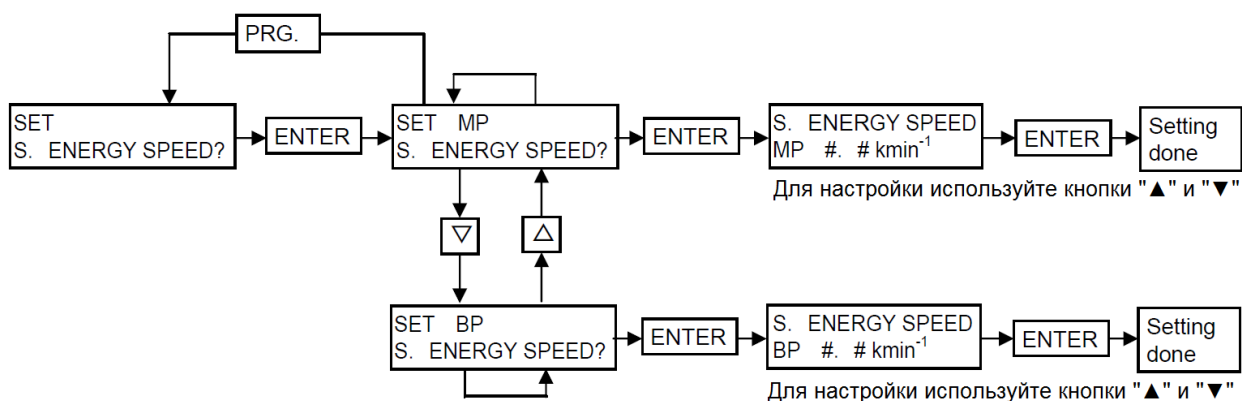 PRG.
SET
S. ENERGY SPEED?
ENTER
SET MP
S. ENERGY SPEED?
ENTER
S. ENERGY SPEED
MP #. # kmin⁻¹
ENTER
Setting
done
Для настройки используйте кнопки "▲" и "▼"
▽
△
SET BP
S. ENERGY SPEED?
ENTER
S. ENERGY SPEED
BP #. # kmin⁻¹
ENTER
Setting
done
Для настройки используйте кнопки "▲" и "▼"